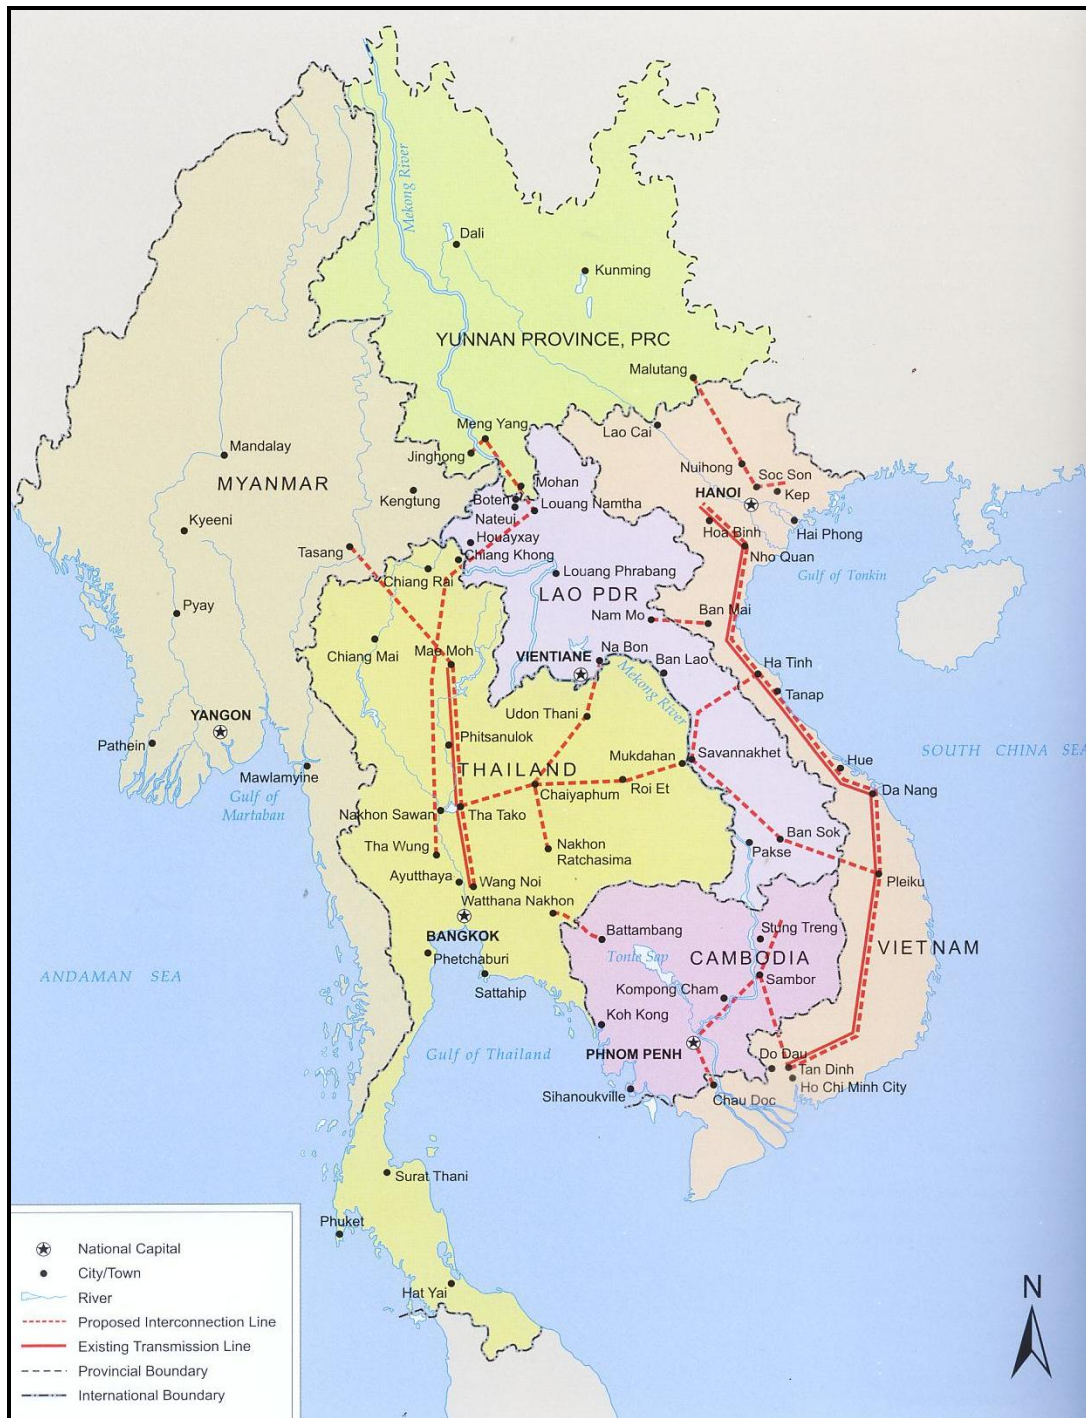 Mekong River
Dali
Kunming
YUNNAN PROVINCE, PRC
Malutang
Meng Yang
Lao Cai
Mandalay
Jinghong
Nuihong
Soc Son
MYANMAR
Mohan
Kengtung
Boten
HANOI
Kep
Louang Namtha
Nateui
Kyeeni
Hoa Binh
Hai Phong
Houayxay
Tasang
Chiang Khong
Nho Quan
Chiang Rai
Louang Phrabang
Gulf of Tonkin
LAO PDR
Pyay
Nam Mo
Ban Mai
Chiang Mai
Mae Moh
VIENTIANE
Na Bon
Ban Lao
Ha Tinh
Mekong River
Tanap
YANGON
Udon Thani
Pathein
Phitsanulok
Mukdahan
Savannakhet
SOUTH CHINA SEA
THAILAND
Hue
Mawlamyine
Chaiyaphum
Roi Et
Da Nang
Gulf of
Martaban
Nakhon Sawan
Tha Tako
Ban Sok
Tha Wung
Nakhon
Ratchasima
Pakse
Ayutthaya
Wang Noi
Pleiku
Watthana Nakhon
BANGKOK
Battambang
Stung Treng
VIETNAM
Phetchaburi
Tonle Sap
CAMBODIA
ANDAMAN SEA
Sattahip
Kompong Cham
Sambor
Koh Kong
Gulf of Thailand
PHNOM PENH
Do Dau
Tan Dinh
Ho Chi Minh City
Sihanoukville
Chau Doc
Surat Thani
Phuket
Hat Yai
National Capital
City/Town
River
Proposed Interconnection Line
Existing Transmission Line
Provincial Boundary
International Boundary
N